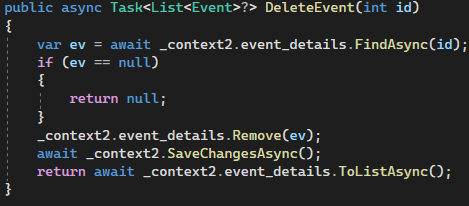 public async Task<List<Event>?> DeleteEvent(int id)
{
var ev = await _context2.event_details.FindAsync(id);
if (ev == null)
{
return null;
}
_context2.event_details.Remove(ev);
await _context2.SaveChangesAsync();
return await _context2.event_details.ToListAsync();
}